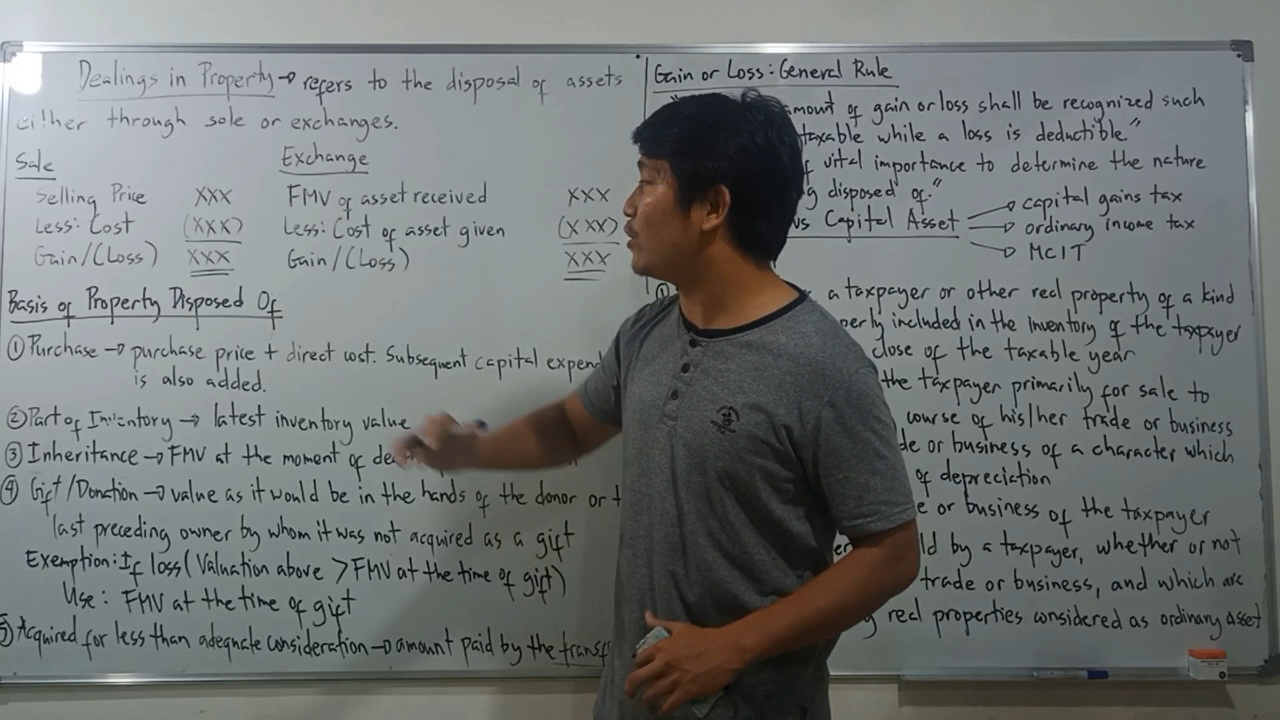 Dealings in Property → refers to the disposal of assets
either through sale or exchanges.
Sale
Selling Price XXX
Less: Cost (XXX)
Gain/(Loss) XXX
Exchange
FMV of asset received XXX
Less: Cost of asset given (XXX)
Gain/(Loss) XXX
Basis of Property Disposed Of
① Purchase → purchase price + direct cost. Subsequent capital expend
is also added.
② Part of Inventory → latest inventory value
③ Inheritance → FMV at the moment of
④ Gift/Donation → value as it would be in the hands of the donor or
last preceding owner by whom it was not acquired as a gift
Exemption: If loss (Valuation above > FMV at the time of gift)
Use: FMV at the time of gift
⑤ Acquired for less than adequate consideration → amount paid by the transf
Gain or Loss: General Rule
amount of gain or loss shall be recognized such
taxable while a loss is deductible"
of vital importance to determine the nature
disposed of."
vs Capital Asset → capital gains tax
→ ordinary income tax
→ MCIT
① a taxpayer or other real property of a kind
included in the Inventory of the taxpayer
close of the taxable year
the taxpayer primarily for sale to
course of his/her trade or business
or business of a character which
of depreciation
or business of the taxpayer
by a taxpayer, whether or not
trade or business, and which are
real properties considered as ordinary asset